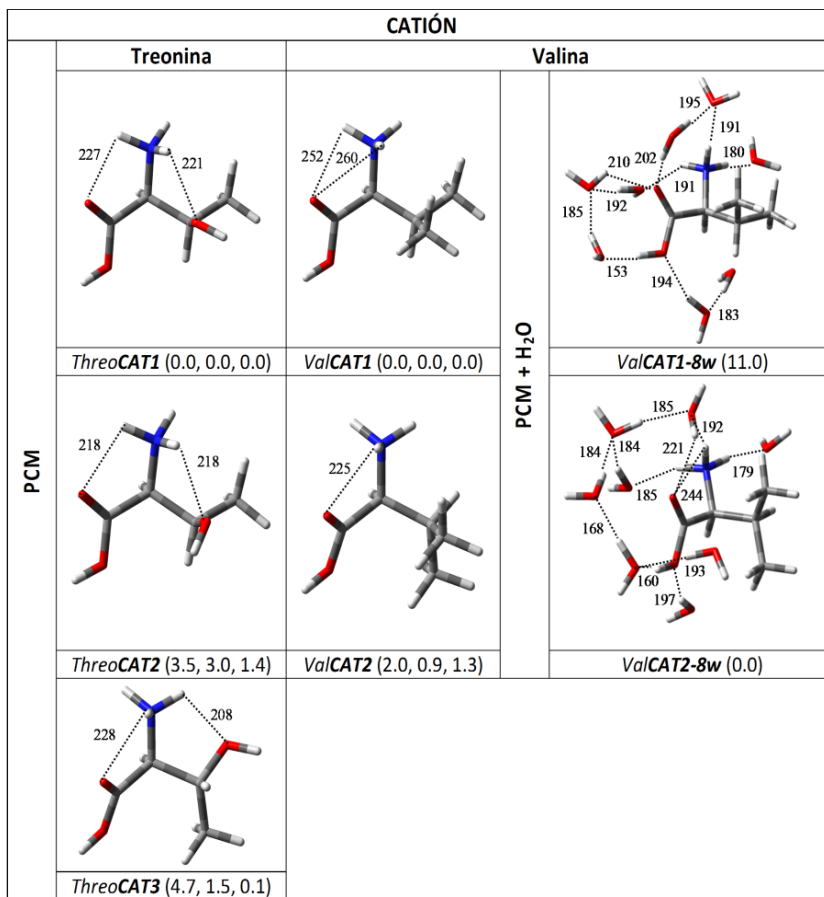 CATIÓN
Treonina
Valina
PCM
227
221
252
260
PCM + H₂O
195
191
202
180
210
191
192
185
153
194
183
ThreoCAT1 (0.0, 0.0, 0.0)
ValCAT1 (0.0, 0.0, 0.0)
ValCAT1-8w (11.0)
218
218
225
185
192
184
184
221
179
185
244
168
160
193
197
ThreoCAT2 (3.5, 3.0, 1.4)
ValCAT2 (2.0, 0.9, 1.3)
ValCAT2-8w (0.0)
228
208
ThreoCAT3 (4.7, 1.5, 0.1)